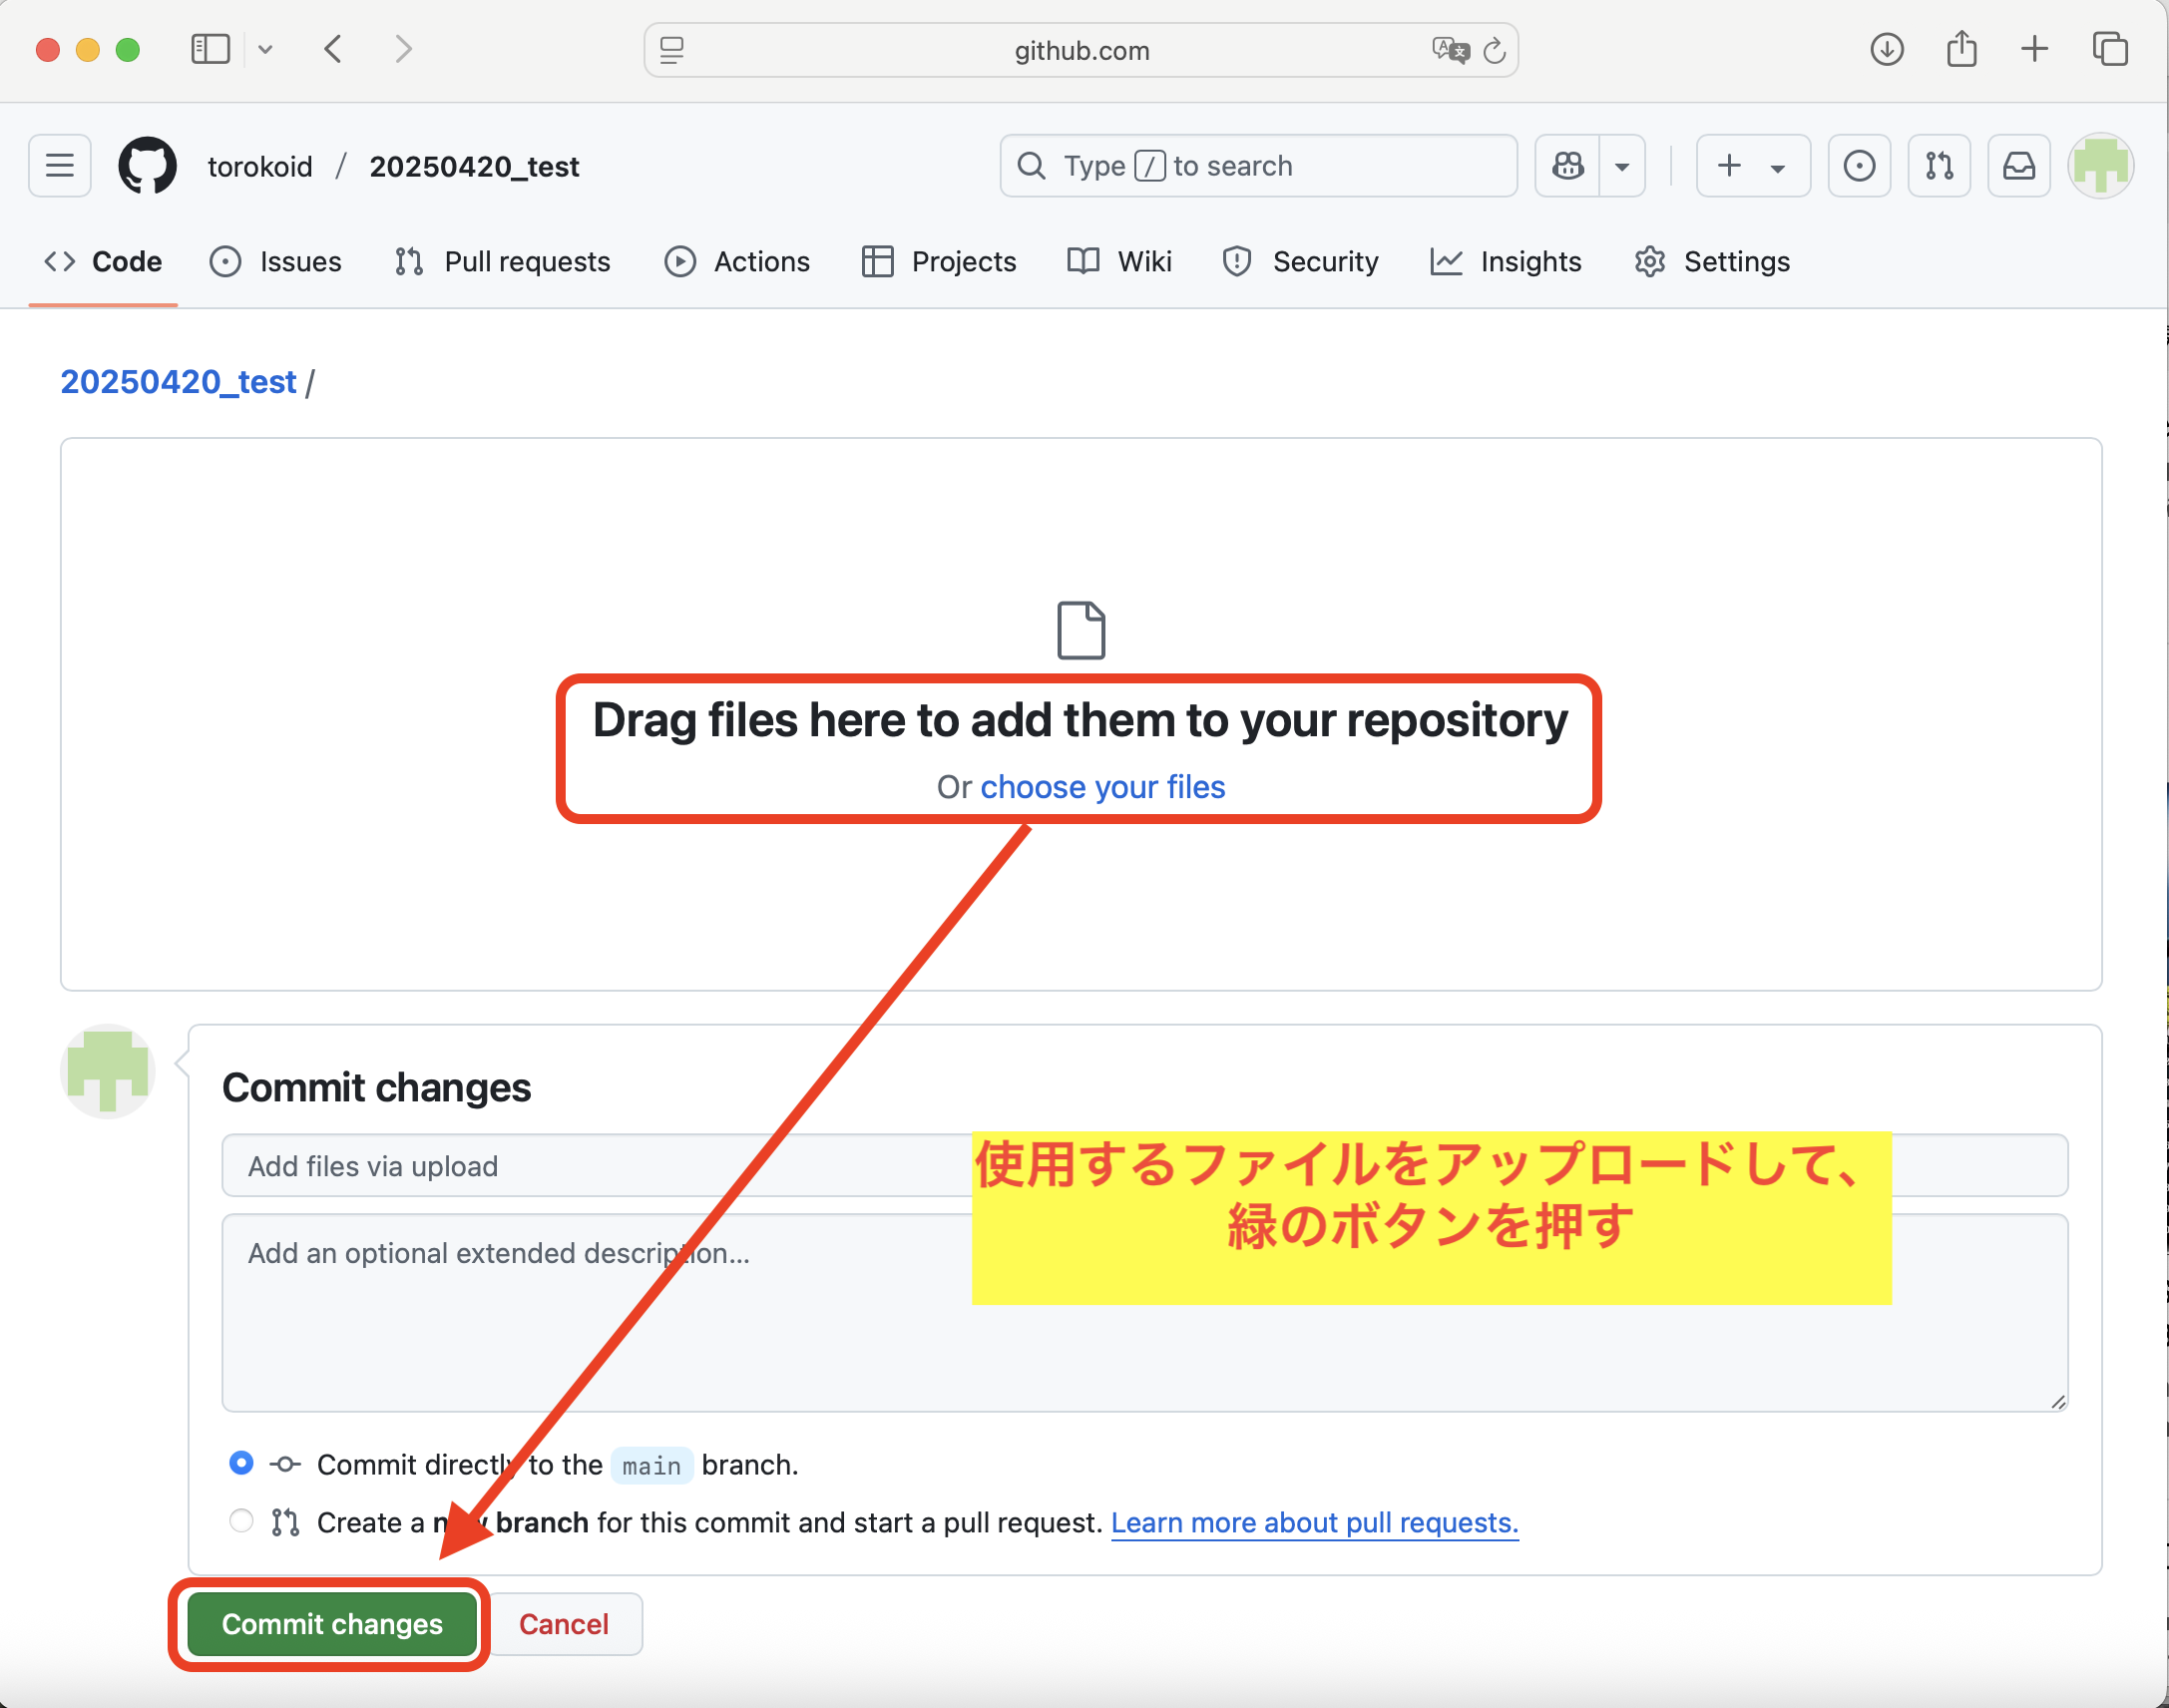 github.com
torokoid / 20250420_test
Type / to search
Code Issues Pull requests Actions Projects Wiki Security Insights Settings
20250420_test /
Drag files here to add them to your repository
Or choose your files
Commit changes
Add files via upload
使用するファイルをアップロードして、
緑のボタンを押す
Add an optional extended description...
Commit directly to the main branch.
Create a new branch for this commit and start a pull request. Learn more about pull requests.
Commit changes Cancel